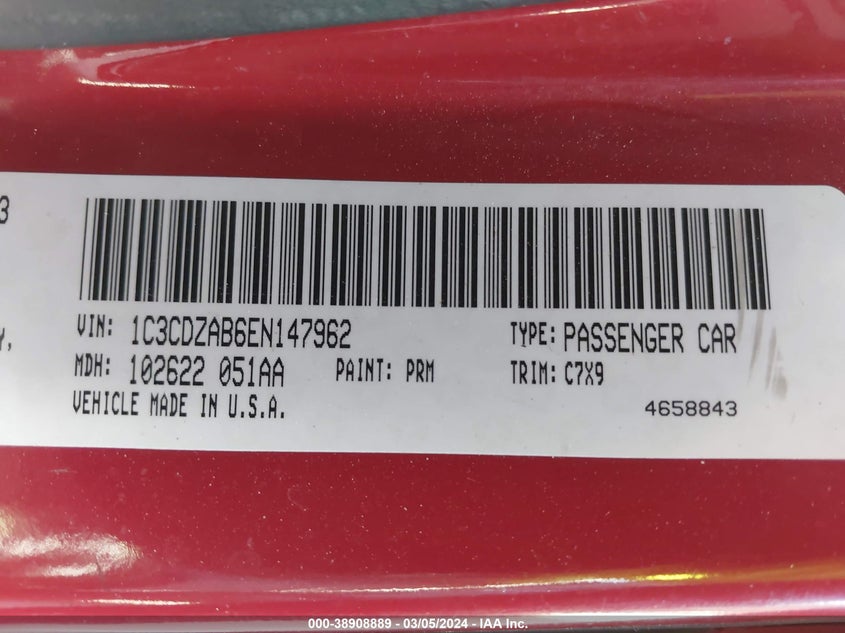 3
Y,
VIN: 1C3CDZAB6EN147962 TYPE: PASSENGER CAR
MDH: 102622 051AA PAINT: PRM TRIM: C7X9
VEHICLE MADE IN U.S.A. 4658843
000-38908889 - 03/05/2024 - IAA Inc.